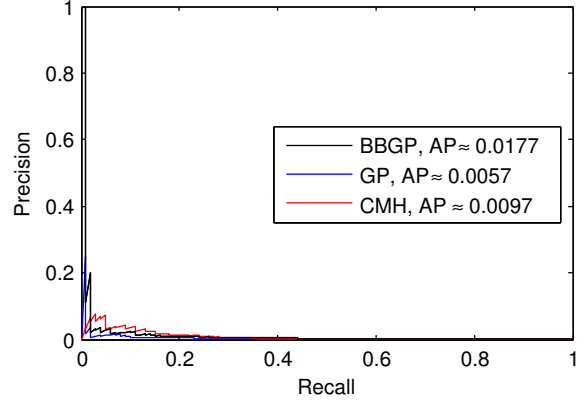 1
0.8
0.6
0.4
0.2
0
Precision
BBGP, AP≈ 0.0177
GP, AP≈ 0.0057
CMH, AP ≈ 0.0097
0 0.2 0.4 0.6 0.8 1
Recall